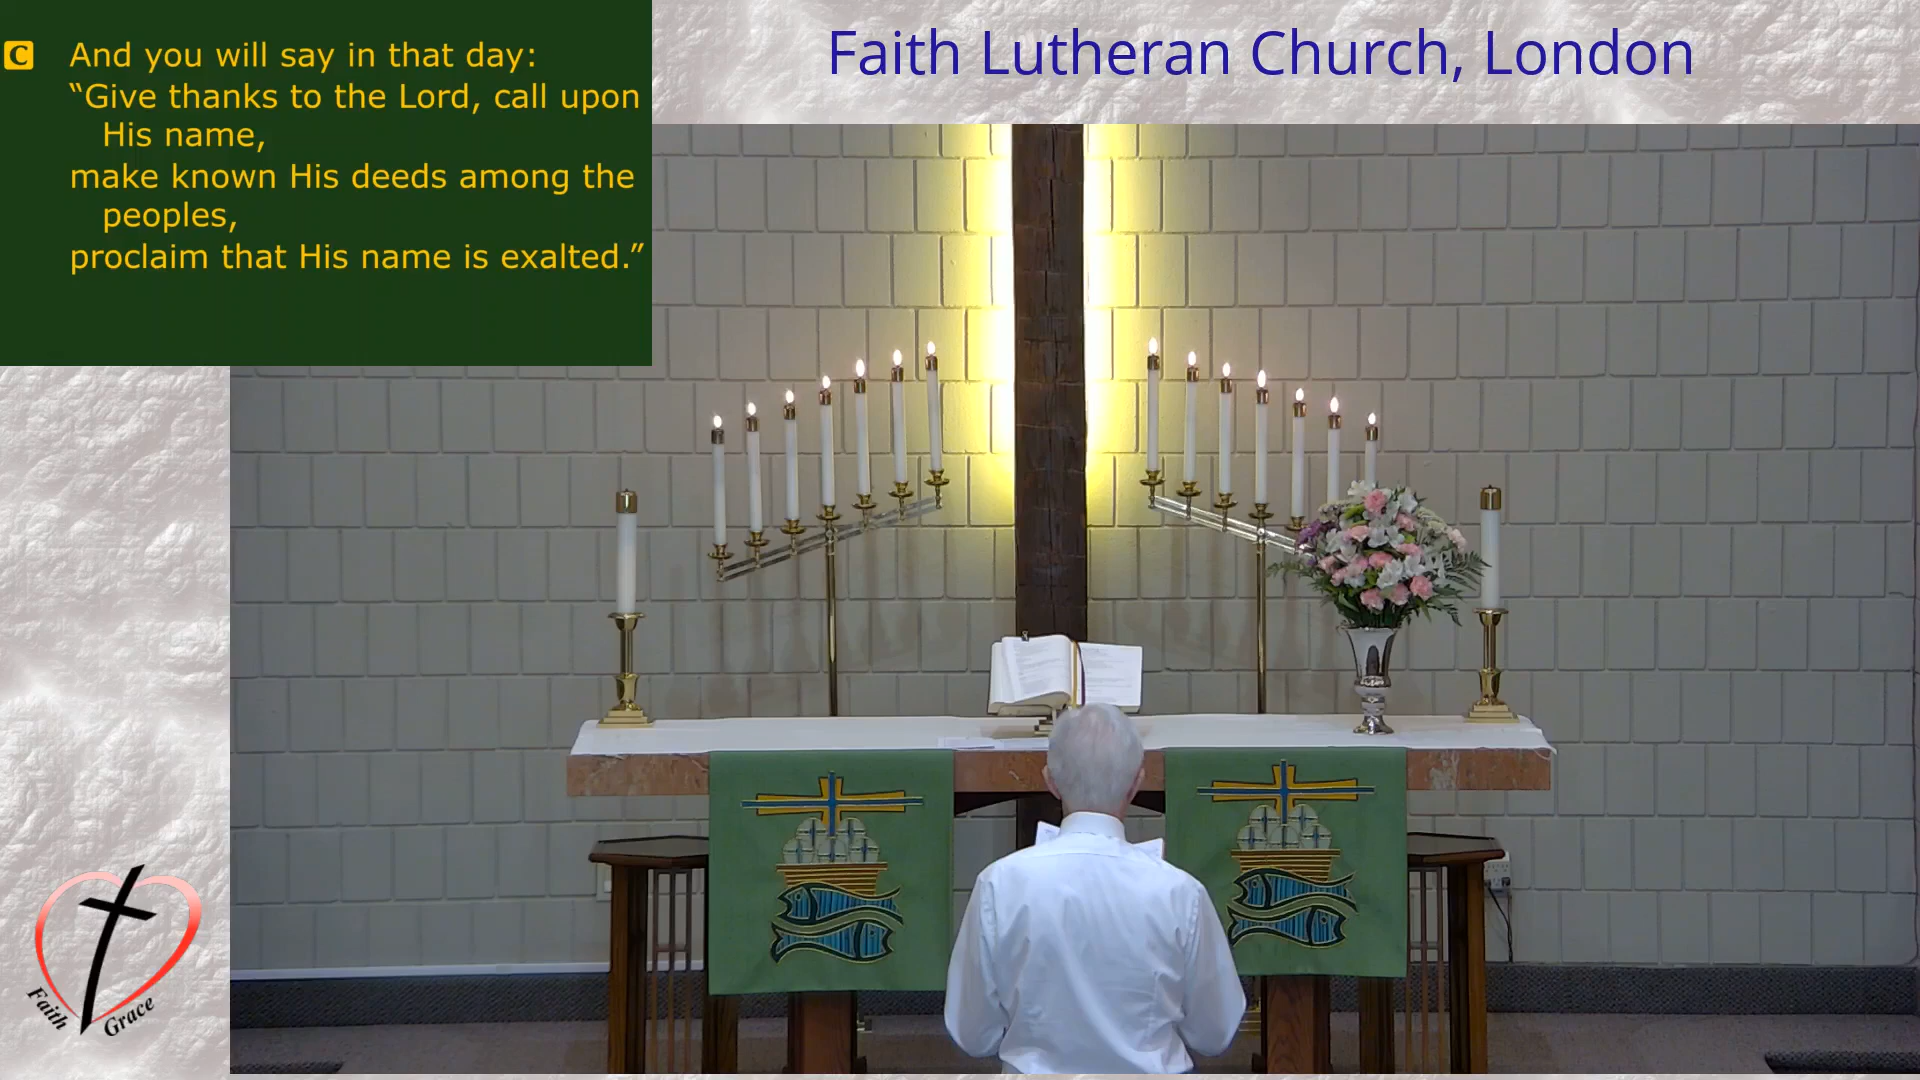 C And you will say in that day:
“Give thanks to the Lord, call upon
His name,
make known His deeds among the
peoples,
proclaim that His name is exalted.”
Faith Lutheran Church, London
Faith
Grace